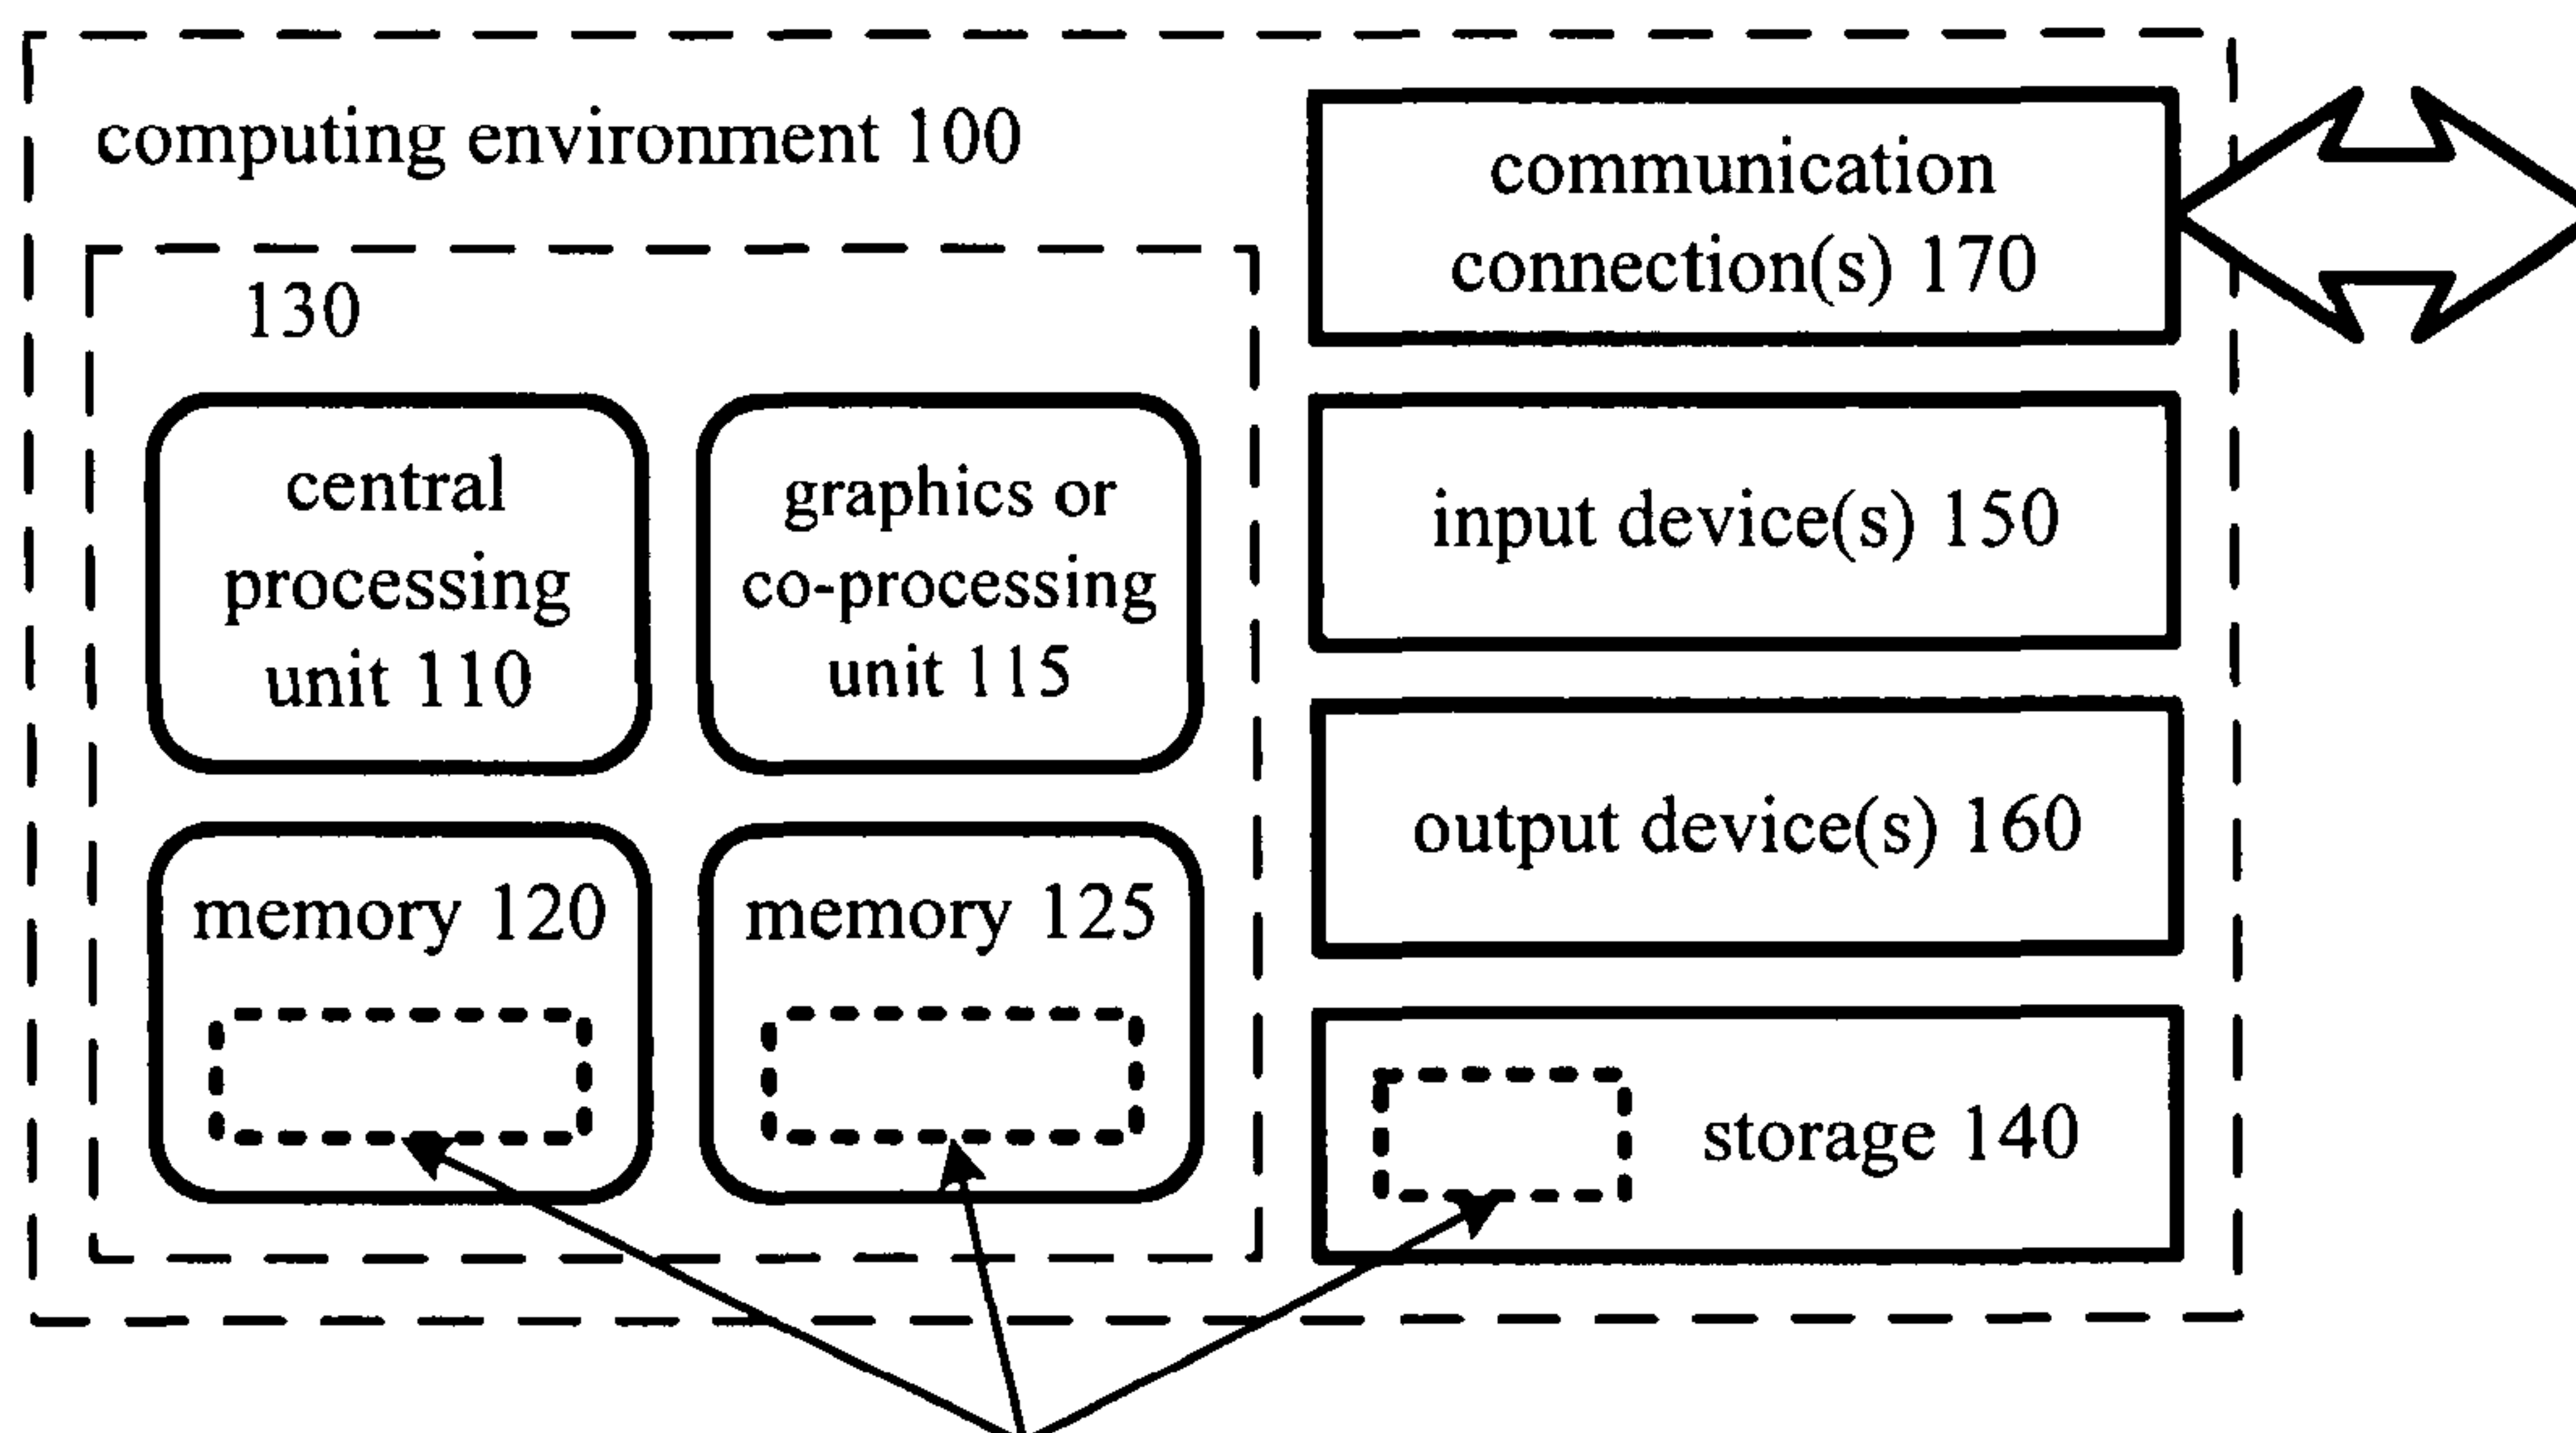 computing environment 100
130
central
processing
unit 110
graphics or
co-processing
unit 115
memory 120
memory 125
communication
connection(s) 170
input device(s) 150
output device(s) 160
storage 140